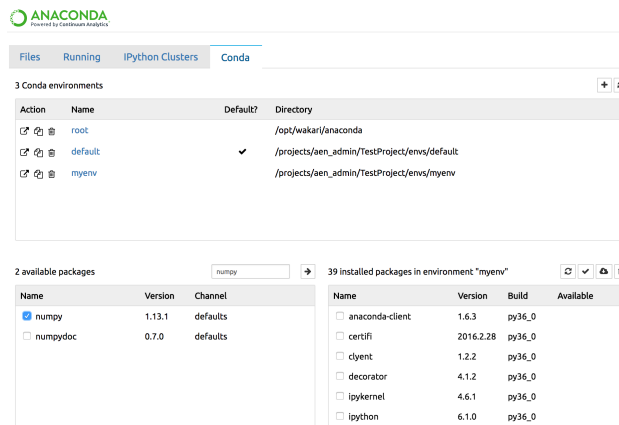 ANACONDA
Powered by Continuum Analytics
Files Running IPython Clusters Conda
3 Conda environments
Action Name Default? Directory
root /opt/wakari/anaconda
default /projects/aen_admin/TestProject/envs/default
myenv /projects/aen_admin/TestProject/envs/myenv
2 available packages numpy
Name Version Channel
numpy 1.13.1 defaults
numpydoc 0.7.0 defaults
39 installed packages in environment "myenv"
Name Version Build Available
anaconda-client 1.6.3 py36_0
certifi 2016.2.28 py36_0
clyent 1.2.2 py36_0
decorator 4.1.2 py36_0
ipykernel 4.6.1 py36_0
ipython 6.1.0 py36_0